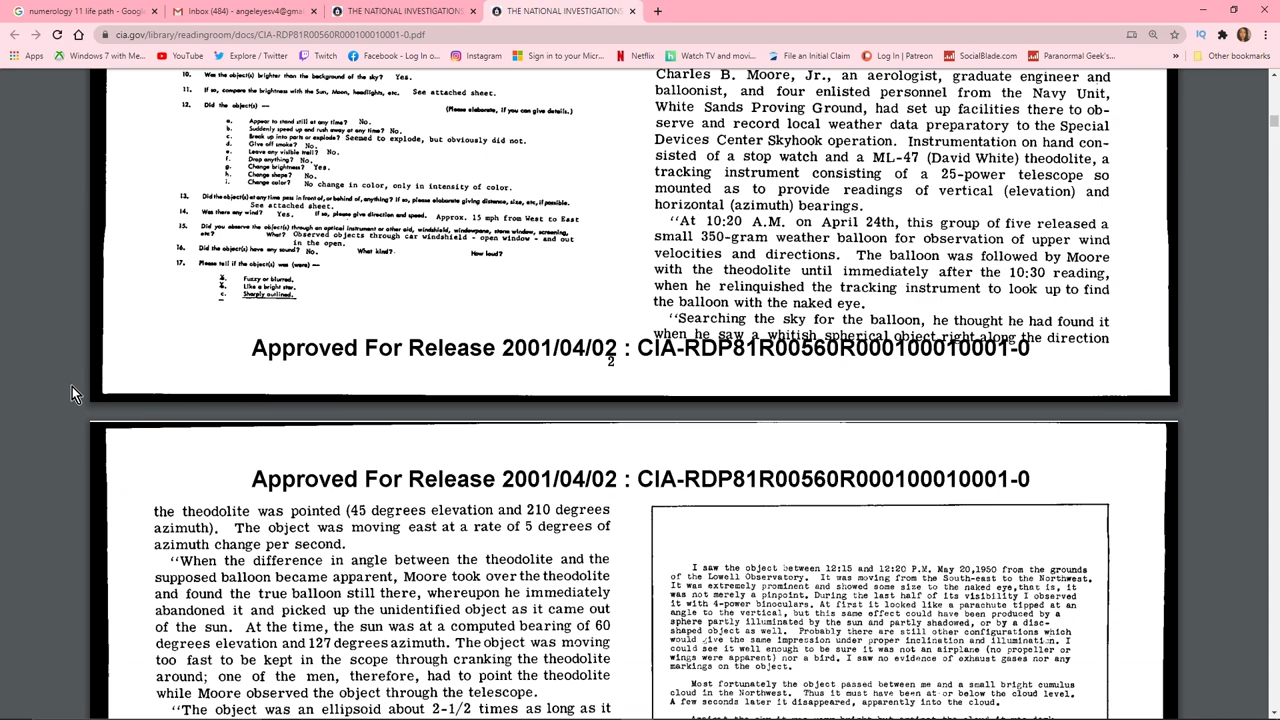 numerology 11 life path - Google
Inbox (484) - angeleyesv4@gmai
THE NATIONAL INVESTIGATIONS
THE NATIONAL INVESTIGATIONS
cia.gov/library/readingroom/docs/CIA-RDP81R00560R000100010001-0.pdf
Apps
Windows 7 with Me...
YouTube
Explore / Twitter
Twitch
Facebook - Log In o...
Instagram
Sign in to your Micr...
Netflix
Watch TV and movi...
File an Initial Claim
Log In | Patreon
SocialBlade.com
Paranormal Geek's...
Other bookmarks
10. Was the object(s) brighter than the background of the sky? Yes.
11. If so, compare the brightness with the Sun, Moon, headlights, etc. See attached sheet.
12. Did the object(s) — (Please elaborate, if you can give details.)
a. Appear to stand still at any time? No.
b. Suddenly speed up and rush away at any time? No.
c. Break up into parts or explode? Seemed to explode, but obviously did not.
d. Give off smoke? No.
e. Leave any visible trail? No.
f. Drop anything? No.
g. Change brightness? Yes.
h. Change shape? No.
i. Change color? No change in color, only in intensity of color.
13. Did the object(s) at any time pass in front of, or behind of, anything? If so, please elaborate giving distance, size, etc, if possible.
See attached sheet.
14. Was there any wind? Yes. If so, please give direction and speed. Approx. 15 mph from West to East
15. Did you observe the object(s) through an optical instrument or other aid, windshield, windowpane, storm window, screening,
etc? What? Observed objects through car windshield - open window - and out
in the open.
16. Did the object(s) have any sound? No. What kind? How loud?
17. Please tell if the object(s) was (were) —
a. Fuzzy or blurred.
b. Like a bright star.
c. Sharply outlined.
Charles B. Moore, Jr., an aerologist, graduate engineer and
balloonist, and four enlisted personnel from the Navy Unit,
White Sands Proving Ground, had set up facilities there to ob-
serve and record local weather data preparatory to the Special
Devices Center Skyhook operation. Instrumentation on hand con-
sisted of a stop watch and a ML-47 (David White) theodolite, a
tracking instrument consisting of a 25-power telescope so
mounted as to provide readings of vertical (elevation) and
horizontal (azimuth) bearings.
“At 10:20 A.M. on April 24th, this group of five released a
small 350-gram weather balloon for observation of upper wind
velocities and directions. The balloon was followed by Moore
with the theodolite until immediately after the 10:30 reading,
when he relinquished the tracking instrument to look up to find
the balloon with the naked eye.
“Searching the sky for the balloon, he thought he had found it
when he saw a whitish spherical object right along the direction
Approved For Release 2001/04/02 : CIA-RDP81R00560R000100010001-0
2
Approved For Release 2001/04/02 : CIA-RDP81R00560R000100010001-0
the theodolite was pointed (45 degrees elevation and 210 degrees
azimuth). The object was moving east at a rate of 5 degrees of
azimuth change per second.
“When the difference in angle between the theodolite and the
supposed balloon became apparent, Moore took over the theodolite
and found the true balloon still there, whereupon he immediately
abandoned it and picked up the unidentified object as it came out
of the sun. At the time, the sun was at a computed bearing of 60
degrees elevation and 127 degrees azimuth. The object was moving
too fast to be kept in the scope through cranking the theodolite
around; one of the men, therefore, had to point the theodolite
while Moore observed the object through the telescope.
“The object was an ellipsoid about 2-1/2 times as long as it
I saw the object between 12:15 and 12:20 P.M. May 20,1950 from the grounds
of the Lowell Observatory. It was moving from the South-east to the Northwest.
It was extremely prominent and showed some size to the naked eye,that is, it
was not merely a pinpoint. During the last half of its visibility I observed
it with 4-power binoculars. At first it looked like a parachute tipped at an
angle to the vertical, but this same effect could have been produced by a
sphere partly illuminated by the sun and partly shadowed, or by a disc-
shaped object as well. Probably there are still other configurations which
would give the same impression under proper inclination and illumination. I
could see it well enough to be sure it was not an airplane (no propeller or
wings were apparent) nor a bird. I saw no evidence of exhaust gases nor any
markings on the object.
Most fortunately the object passed between me and a small bright cumulus
cloud in the Northwest. Thus it must have been at or below the cloud level.
A few seconds later it disappeared, apparently into the cloud.